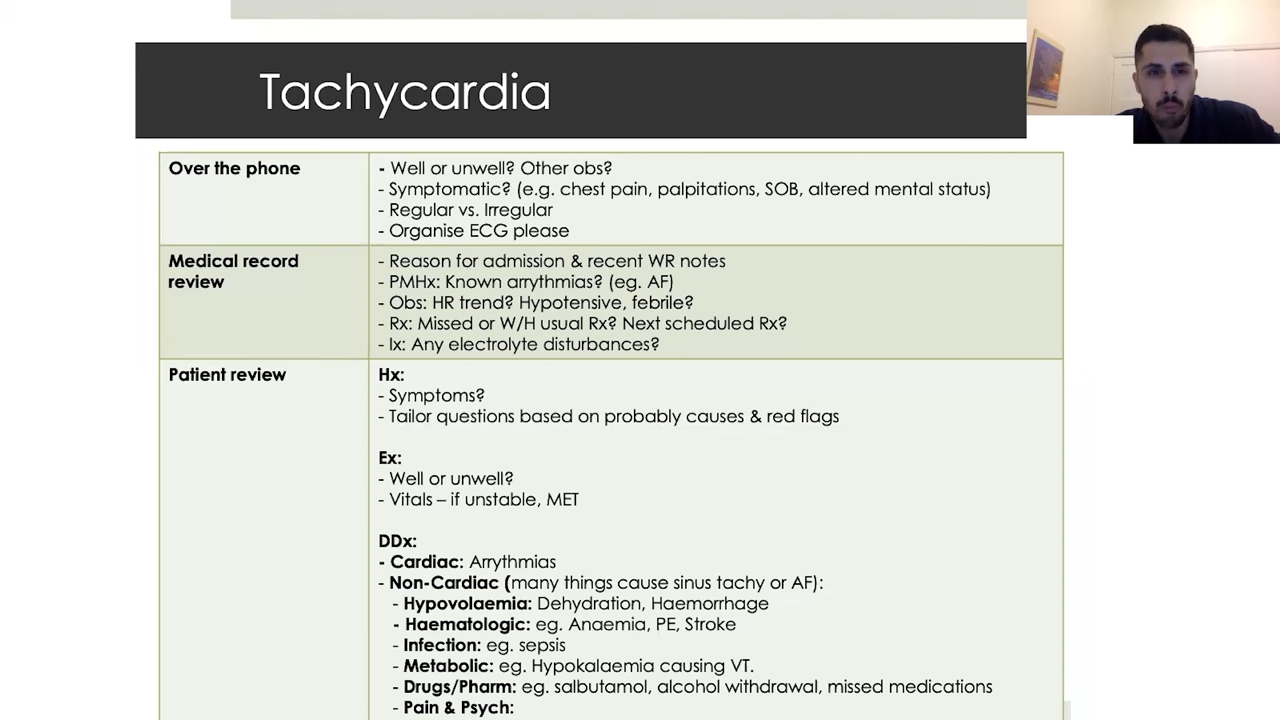 Tachycardia
Over the phone
- Well or unwell? Other obs?
- Symptomatic? (e.g. chest pain, palpitations, SOB, altered mental status)
- Regular vs. Irregular
- Organise ECG please
Medical record
review
- Reason for admission & recent WR notes
- PMHx: Known arrythmias? (eg. AF)
- Obs: HR trend? Hypotensive, febrile?
- Rx: Missed or W/H usual Rx? Next scheduled Rx?
- Ix: Any electrolyte disturbances?
Patient review
Hx:
- Symptoms?
- Tailor questions based on probably causes & red flags
Ex:
- Well or unwell?
- Vitals – if unstable, MET
DDx:
- Cardiac: Arrythmias
- Non-Cardiac (many things cause sinus tachy or AF):
- Hypovolaemia: Dehydration, Haemorrhage
- Haematologic: eg. Anaemia, PE, Stroke
- Infection: eg. sepsis
- Metabolic: eg. Hypokalaemia causing VT.
- Drugs/Pharm: eg. salbutamol, alcohol withdrawal, missed medications
- Pain & Psych: